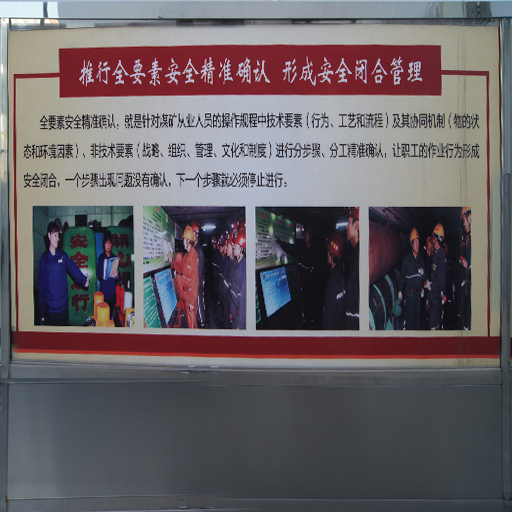 推行全要素安全精准确认 形成安全闭合管理
全要素安全精准确认，就是针对煤矿从业人员的操作规程中技术要素（行为、工艺和流程）及其协同机制（物的状
态和环境因素）、非技术要素（战略、组织、管理、文化和制度）进行分步骤、分工精准确认，让职工的作业行为形成
安全闭合，一个步骤出现问题没有确认，下一个步骤就必须停止进行。
安全